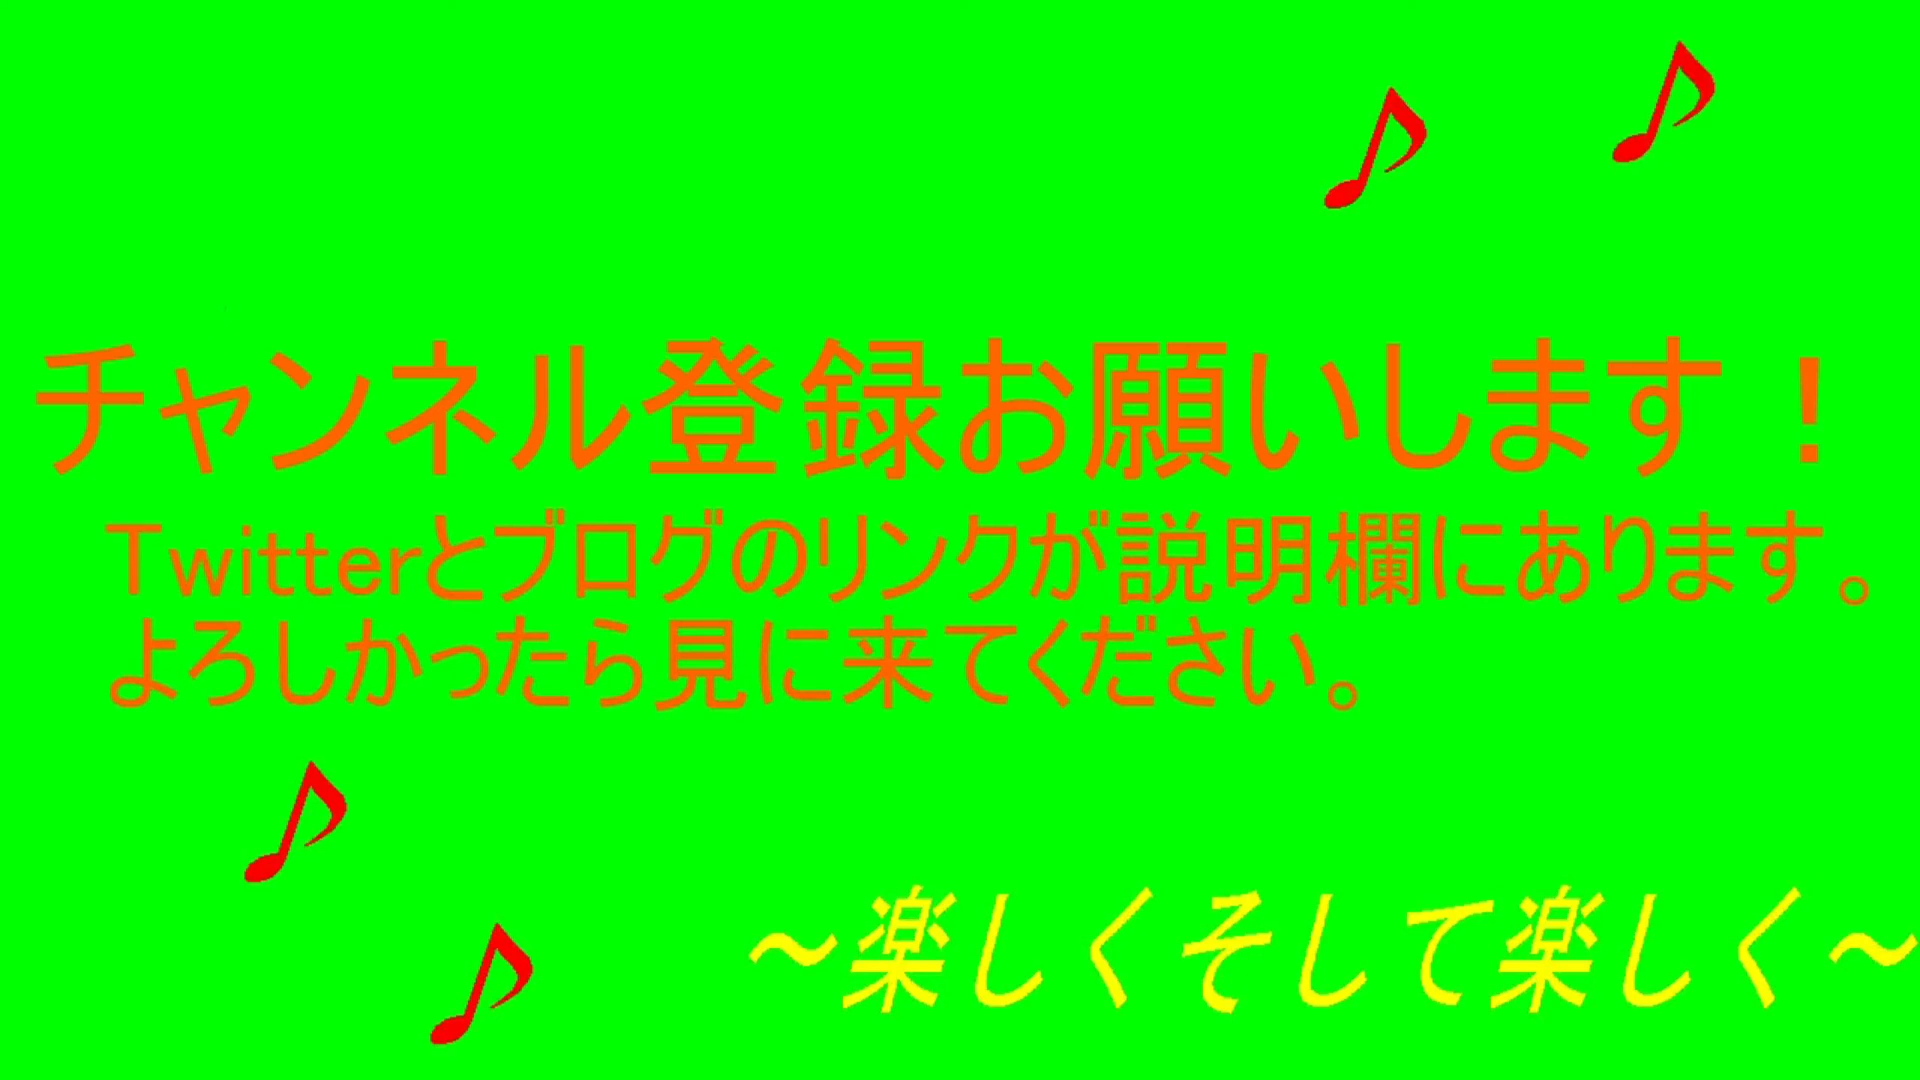 チャンネル登録お願いします！
Twitterとブログのリンクが説明欄にあります。
よろしかったら見に来てください。
～楽しくそして楽しく～